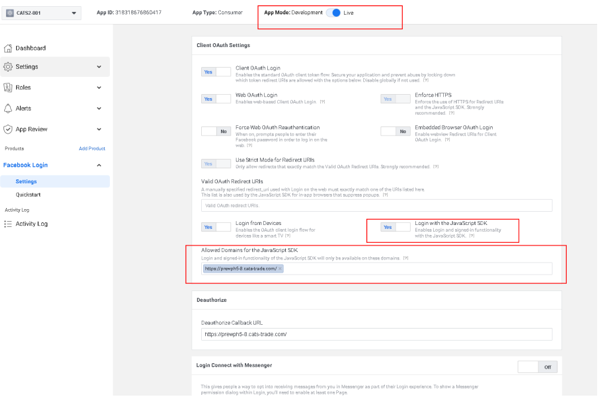 CATS2-001
App ID: 318318676860417
App Type: Consumer
App Mode: Development
Live
Dashboard
Settings
Roles
Alerts
App Review
Products
Add Product
Facebook Login
Settings
Quickstart
Activity Log
Activity Log
Client OAuth Settings
Yes
Client OAuth Login
Enables the standard OAuth client token flow. Secure your application and prevent abuse by locking down
which token redirect URIs are allowed with the options below. Disable globally if not used. [?]
Yes
Web OAuth Login
Enables web-based Client OAuth Login. [?]
Yes
Enforce HTTPS
Enforce the use of HTTPS for Redirect URIs
and the JavaScript SDK. Strongly
recommended. [?]
No
Force Web OAuth Reauthentication
When on, prompts people to enter their
Facebook password in order to log in on the
web. [?]
No
Embedded Browser OAuth Login
Enable webview Redirect URIs for Client
OAuth Login. [?]
Yes
Use Strict Mode for Redirect URIs
Only allow redirects that exactly match the Valid OAuth Redirect URIs. Strongly recommended. [?]
Valid OAuth Redirect URIs
A manually specified redirect_uri used with Login on the web must exactly match one of the URIs listed here.
This list is also used by the JavaScript SDK for in-app browsers that suppress popups. [?]
Valid OAuth redirect URIs.
Yes
Login from Devices
Enables the OAuth client login flow for
devices like a smart TV [?]
Yes
Login with the JavaScript SDK
Enables Login and signed-in functionality
with the JavaScript SDK. [?]
Allowed Domains for the JavaScript SDK
Login and signed-in functionality of the JavaScript SDK will only be available on these domains. [?]
https://prewph5-8.cats-trade.com/ ×
Deauthorize
Deauthorize Callback URL
https://prewph5-8.cats-trade.com/
Login Connect with Messenger
Off
This gives people a way to opt into receiving messages from you in Messenger as part of their Login experience. To show a Messenger
permission dialog within Login, you'll need to enable at least one Page.